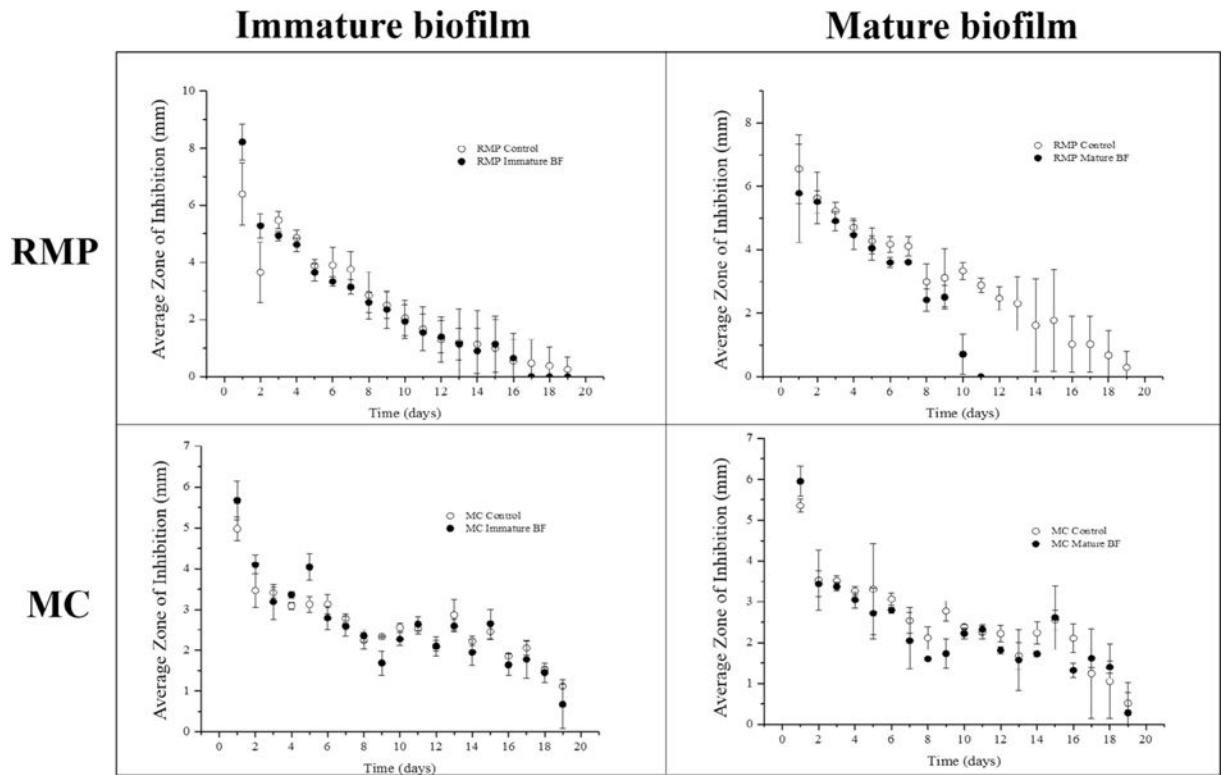 Immature biofilm
Mature biofilm
RMP
Average Zone of Inhibition (mm)
10
8
6
4
2
0
RMP Control
RMP Immature BF
0 2 4 6 8 10 12 14 16 18 20
Time (days)
Average Zone of Inhibition (mm)
8
6
4
2
0
RMP Control
RMP Mature BF
0 2 4 6 8 10 12 14 16 18 20
Time (days)
MC
Average Zone of Inhibition (mm)
7
6
5
4
3
2
1
0
MC Control
MC Immature BF
0 2 4 6 8 10 12 14 16 18 20
Time (days)
Average Zone of Inhibition (mm)
7
6
5
4
3
2
1
0
MC Control
MC Mature BF
0 2 4 6 8 10 12 14 16 18 20
Time (days)